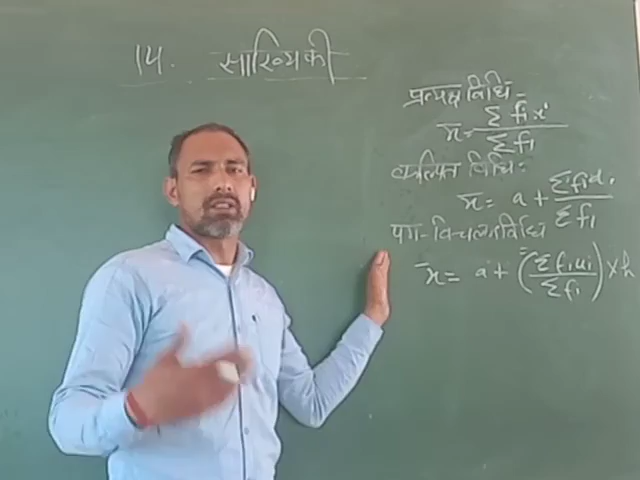 14. सांख्यिकी
प्रत्यक्ष विधि -
x̄ = Σfixi / Σfi
कल्पित विधि :-
x̄ = a + Σfidi / Σfi
पग-विचलन विधि
x̄ = a + (Σfiui / Σfi) × h